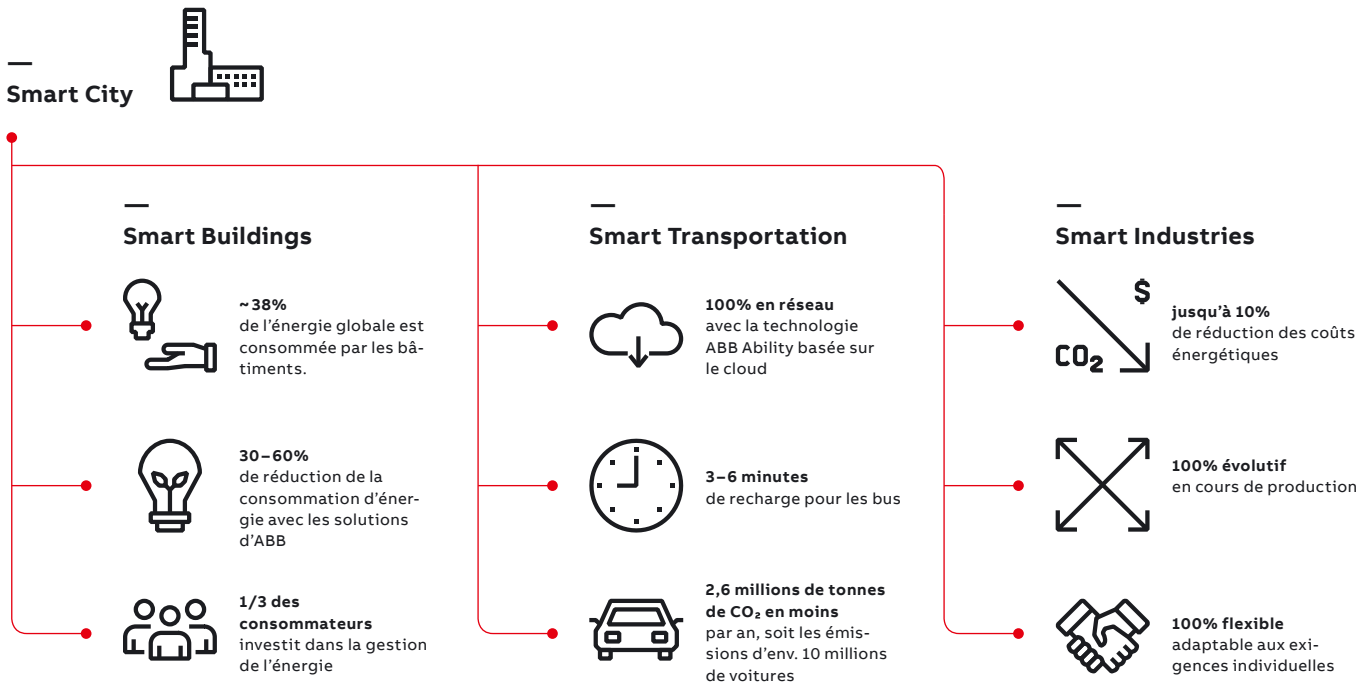 Smart City
Smart Buildings
~38%
de l'énergie globale est
consommée par les bâ-
timents.
30–60%
de réduction de la
consommation d'éner-
gie avec les solutions
d'ABB
1/3 des
consommateurs
investit dans la gestion
de l'énergie
Smart Transportation
100% en réseau
avec la technologie
ABB Ability basée sur
le cloud
3–6 minutes
de recharge pour les bus
2,6 millions de tonnes
de CO₂ en moins
par an, soit les émis-
sions d'env. 10 millions
de voitures
Smart Industries
$
CO₂
jusqu'à 10%
de réduction des coûts
énergétiques
100% évolutif
en cours de production
100% flexible
adaptable aux exi-
gences individuelles